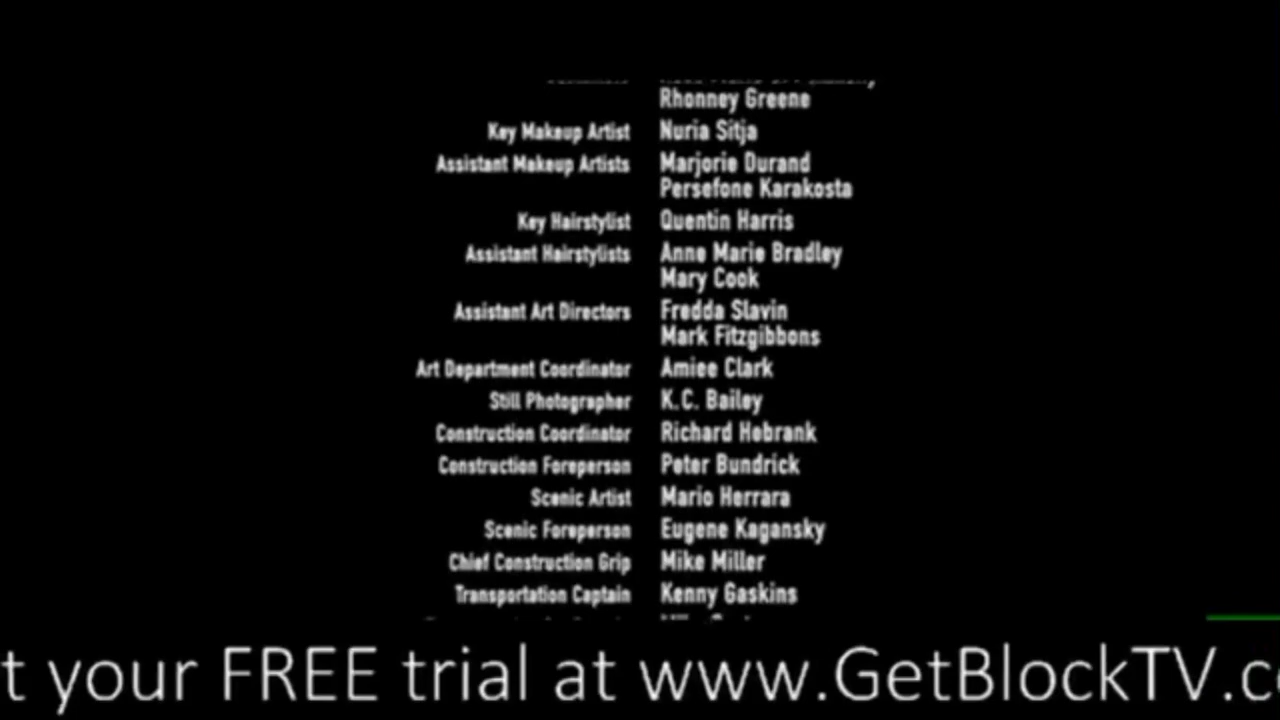 Rhonney Greene
Key Makeup Artist Nuria Sitja
Assistant Makeup Artists Marjorie Durand
Persefone Karakosta
Key Hairstylist Quentin Harris
Assistant Hairstylists Anne Marie Bradley
Mary Cook
Assistant Art Directors Fredda Slavin
Mark Fitzgibbons
Art Department Coordinator Amiee Clark
Still Photographer K.C. Bailey
Construction Coordinator Richard Hebrank
Construction Foreperson Peter Bundrick
Scenic Artist Mario Herrara
Scenic Foreperson Eugene Kagansky
Chief Construction Grip Mike Miller
Transportation Captain Kenny Gaskins
t your FREE trial at www.GetBlockTV.c